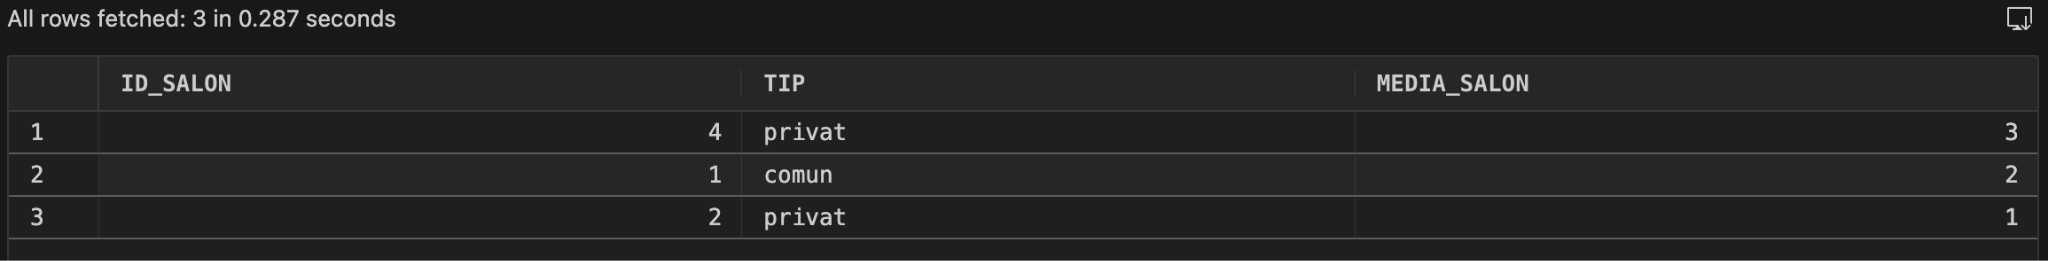 All rows fetched: 3 in 0.287 seconds
ID_SALON TIP MEDIA_SALON
1 4 privat 3
2 1 comun 2
3 2 privat 1